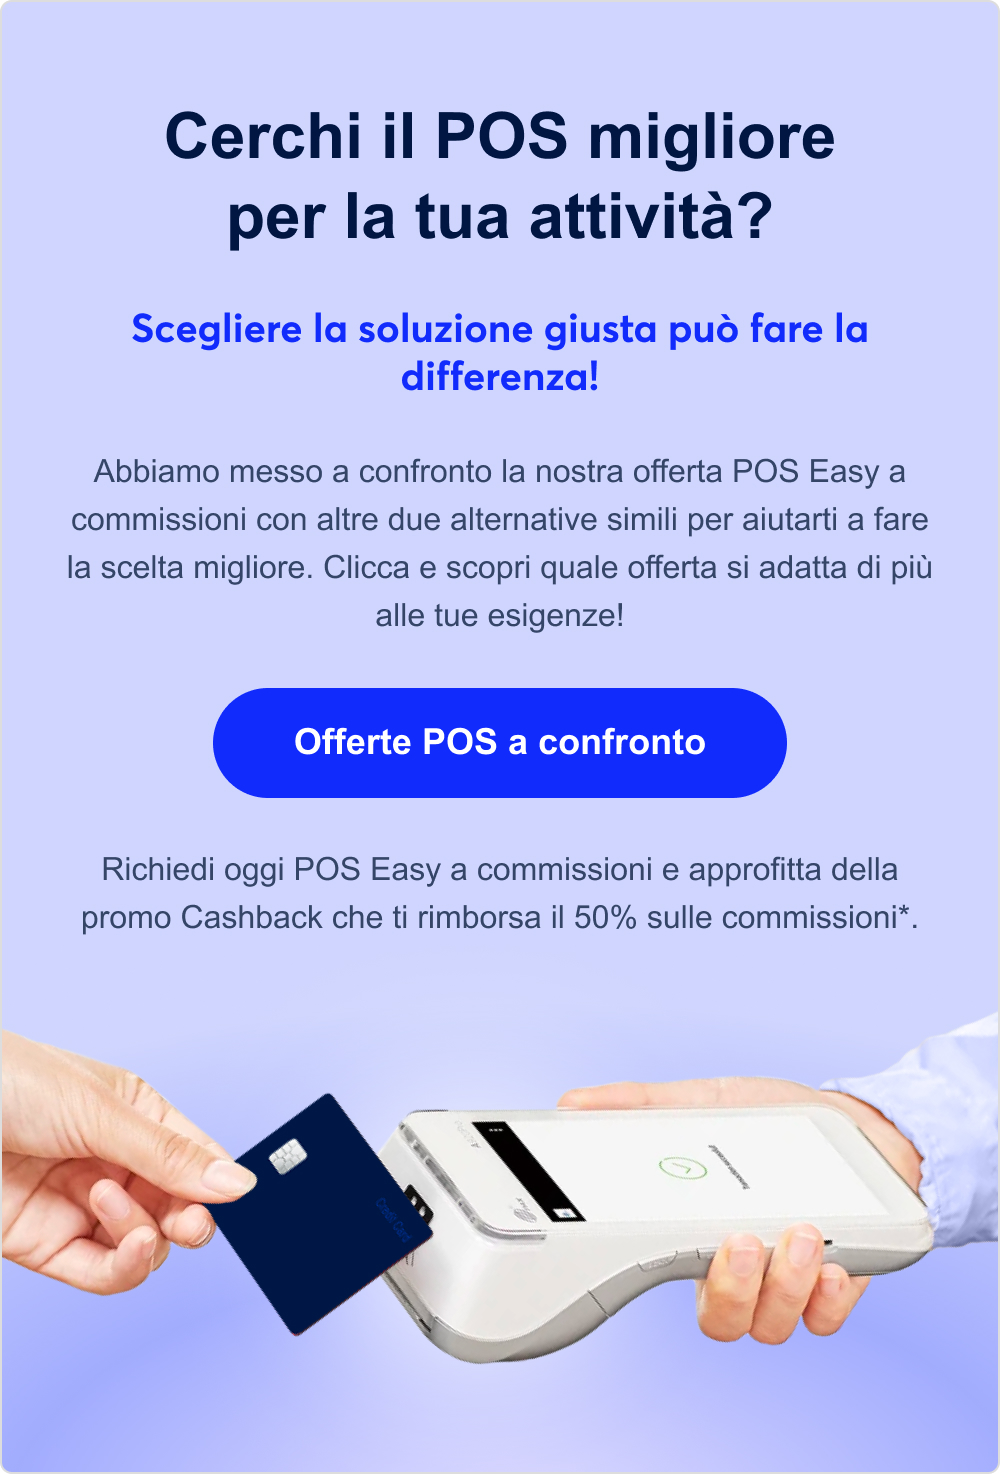 Cerchi il POS migliore
per la tua attività?
Scegliere la soluzione giusta può fare la
differenza!
Abbiamo messo a confronto la nostra offerta POS Easy a
commissioni con altre due alternative simili per aiutarti a fare
la scelta migliore. Clicca e scopri quale offerta si adatta di più
alle tue esigenze!
Offerte POS a confronto
Richiedi oggi POS Easy a commissioni e approfitta della
promo Cashback che ti rimborsa il 50% sulle commissioni*.
Credit Card